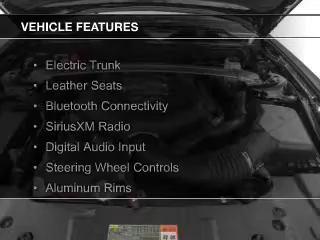 VEHICLE FEATURES
• Electric Trunk
• Leather Seats
• Bluetooth Connectivity
• SiriusXM Radio
• Digital Audio Input
• Steering Wheel Controls
• Aluminum Rims